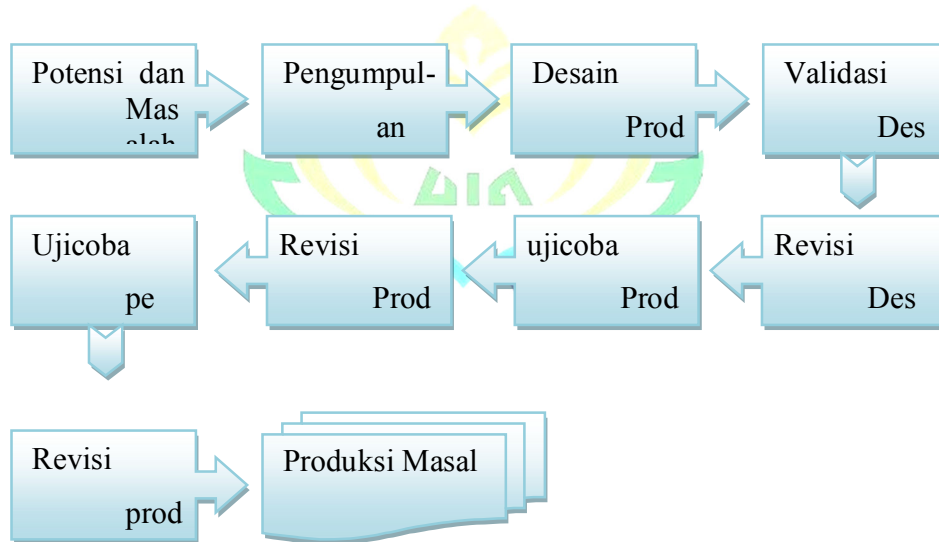 Potensi dan
Mas
alah
Pengumpul-
an
Desain
Prod
Validasi
Des
Revisi
Des
ujicoba
Prod
Revisi
Prod
Ujicoba
pe
Revisi
prod
Produksi Masal